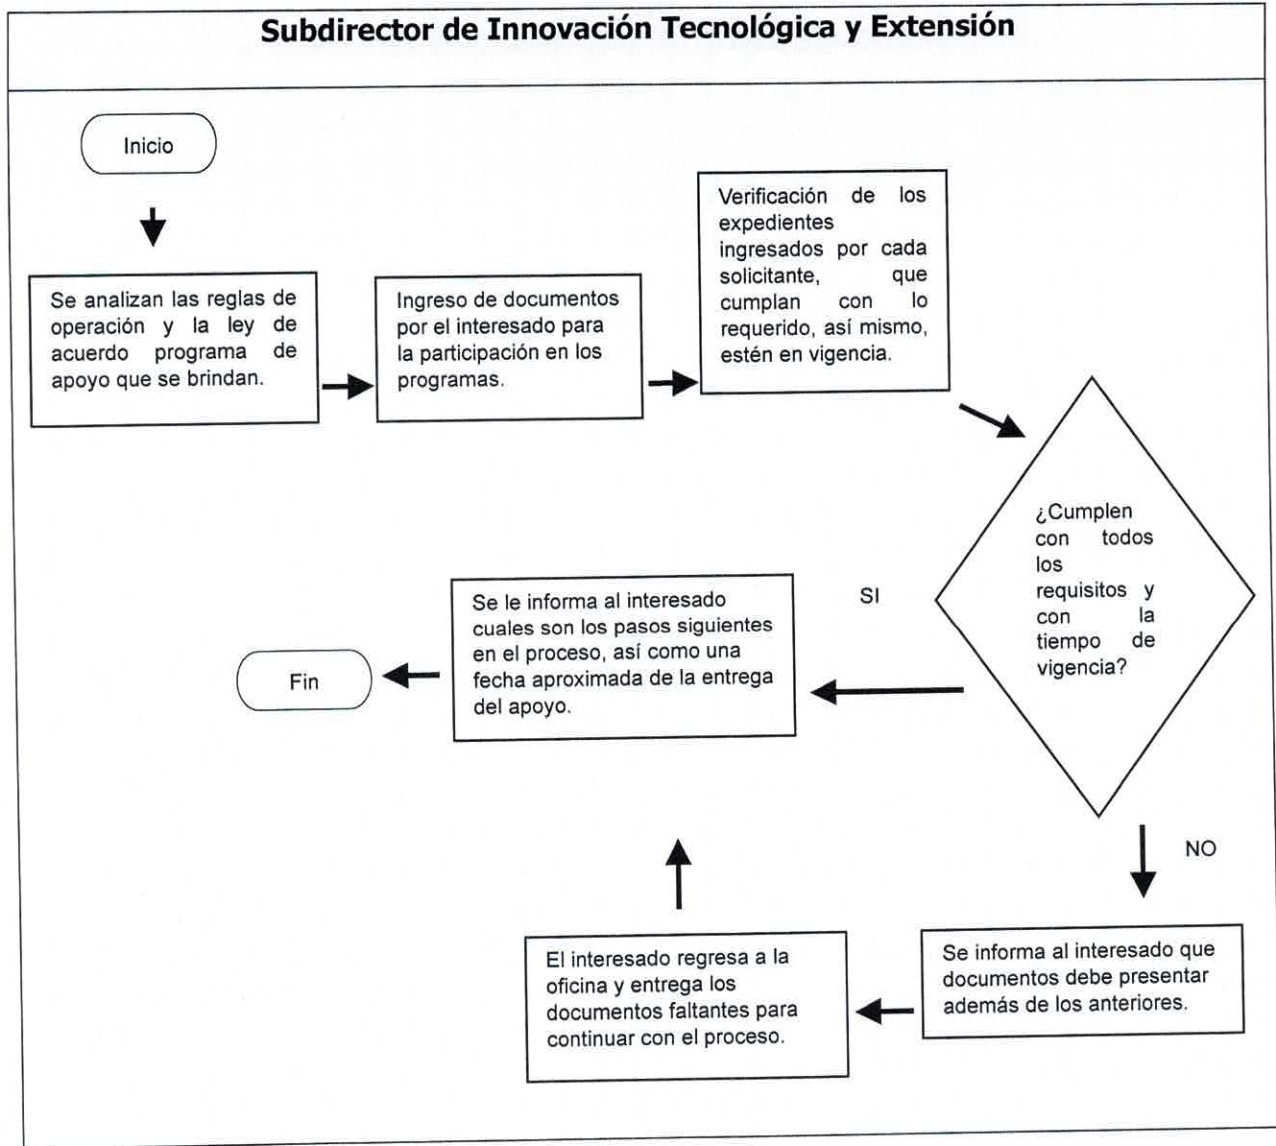 Subdirector de Innovación Tecnológica y Extensión
Inicio
Se analizan las reglas de
operación y la ley de
acuerdo programa de
apoyo que se brindan.
Ingreso de documentos
por el interesado para
la participación en los
programas.
Verificación de los
expedientes
ingresados por cada
solicitante, que
cumplan con lo
requerido, así mismo,
estén en vigencia.
¿Cumplen
con todos
los
requisitos y
con la
tiempo de
vigencia?
SI
Se le informa al interesado
cuales son los pasos siguientes
en el proceso, así como una
fecha aproximada de la entrega
del apoyo.
Fin
NO
Se informa al interesado que
documentos debe presentar
además de los anteriores.
El interesado regresa a la
oficina y entrega los
documentos faltantes para
continuar con el proceso.